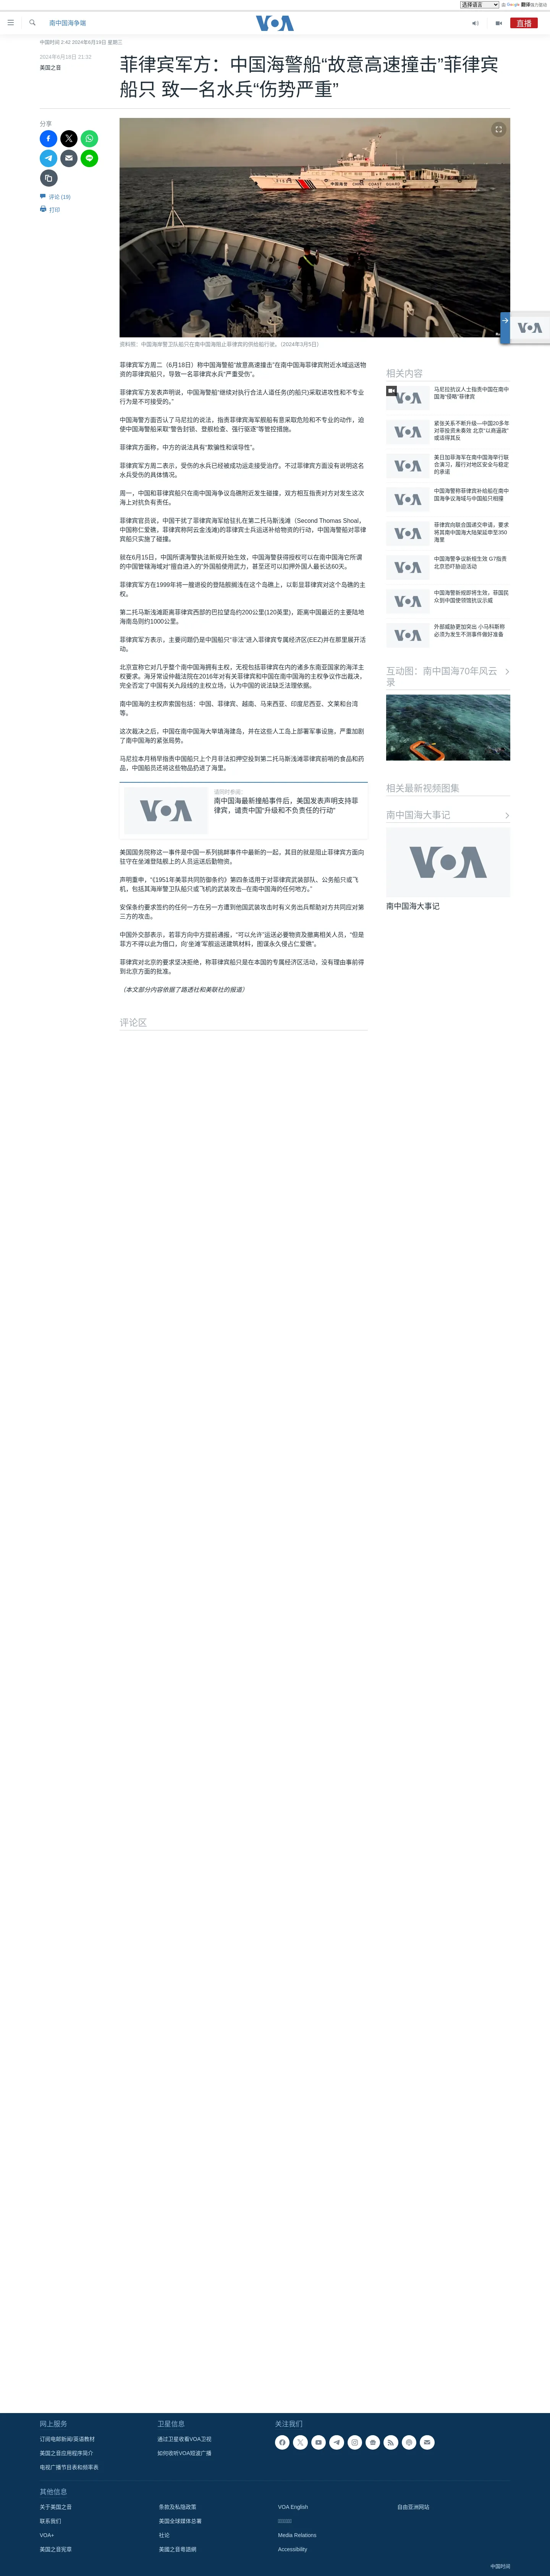 选择语言
由 Google 翻译强力驱动
南中国海争端
VOA
直播
中国时间 2:42 2024年6月19日 星期三
2024年6月18日 21:32
美国之音
菲律宾军方：中国海警船“故意高速撞击”菲律宾
船只 致一名水兵“伤势严重”
分享
评论 (19)
打印
CHINA COAST GUARD
资料照：中国海岸警卫队船只在南中国海阻止菲律宾的供给船行驶。（2024年3月5日）
菲律宾军方周二（6月18日）称中国海警船“故意高速撞击”在南中国海菲律宾附近水域运送物
资的菲律宾船只，导致一名菲律宾水兵“严重受伤”。
菲律宾军方发表声明说，中国海警船“继续对执行合法人道任务(的船只)采取进攻性和不专业
行为是不可接受的。”
中国海警方面否认了马尼拉的说法，指责菲律宾海军舰船有意采取危险和不专业的动作，迫
使中国海警船采取“警告封锁、登舰检查、强行驱逐”等管控措施。
菲律宾方面称，中方的说法具有“欺骗性和误导性”。
菲律宾军方周二表示，受伤的水兵已经被成功运走接受治疗。不过菲律宾方面没有说明这名
水兵受伤的具体情况。
周一，中国和菲律宾船只在南中国海争议岛礁附近发生碰撞，双方相互指责对方对发生这次
海上对抗负有责任。
菲律宾官员说，中国干扰了菲律宾海军给驻扎在第二托马斯浅滩（Second Thomas Shoal，
中国称仁爱礁，菲律宾称阿云金浅滩）的菲律宾士兵运送补给物资的行动，中国海警船对菲律
宾船只实施了碰撞。
就在6月15日，中国所谓海警执法新规开始生效，中国海警获得授权可以在南中国海它所谓
的中国管辖海域对“擅自进入的”外国船使用武力，甚至还可以扣押外国人最长达60天。
菲律宾军方在1999年将一艘退役的登陆艇搁浅在这个岛礁上，以彰显菲律宾对这个岛礁的主
权。
第二托马斯浅滩距离菲律宾西部的巴拉望岛约200公里(120英里)，距离中国最近的主要陆地
海南岛则约1000公里。
菲律宾军方表示，主要问题仍是中国船只“非法”进入菲律宾专属经济区(EEZ)并在那里展开活
动。
北京宣称它对几乎整个南中国海拥有主权，无视包括菲律宾在内的诸多东南亚国家的海洋主
权要求。海牙常设仲裁法院在2016年对有关菲律宾和中国在南中国海的主权争议作出裁决，
完全否定了中国有关九段线的主权立场，认为中国的说法缺乏法理依据。
南中国海的主权声索国包括：中国、菲律宾、越南、马来西亚、印度尼西亚、文莱和台湾
等。
这次裁决之后，中国在南中国海大举填海建岛，并在这些人工岛上部署军事设施，严重加剧
了南中国海的紧张局势。
马尼拉本月稍早指责中国船只上个月非法扣押空投到第二托马斯浅滩菲律宾前哨的食品和药
品，中国船员还将这些物品扔进了海里。
VOA
请同时参阅：
南中国海最新撞船事件后，美国发表声明支持菲
律宾，谴责中国“升级和不负责任的行动”
美国国务院称这一事件是中国一系列挑衅事件中最新的一起，其目的就是阻止菲律宾方面向
驻守在坐滩登陆艇上的人员运送后勤物资。
声明重申，“《1951年美菲共同防御条约》第四条适用于对菲律宾武装部队、公务船只或飞
机，包括其海岸警卫队船只或飞机的武装攻击--在南中国海的任何地方。”
安保条约要求签约的任何一方在另一方遭到他国武装攻击时有义务出兵帮助对方共同应对第
三方的攻击。
中国外交部表示，若菲方向中方提前通报，“可以允许”运送必要物资及撤离相关人员，“但是
菲方不得以此为借口，向‘坐滩’军舰运送建筑材料，图谋永久侵占仁爱礁”。
菲律宾对北京的要求坚决拒绝，称菲律宾船只是在本国的专属经济区活动，没有理由事前得
到北京方面的批准。
（本文部分内容依据了路透社和美联社的报道）
评论区
VOA
相关内容
VOA
马尼拉抗议人士指责中国在南中
国海“侵略”菲律宾
VOA
紧张关系不断升级—中国20多年
对菲投资未奏效 北京“以商逼政”
或适得其反
VOA
美日加菲海军在南中国海举行联
合演习，履行对地区安全与稳定
的承诺
VOA
中国海警称菲律宾补给船在南中
国海争议海域与中国船只相撞
VOA
菲律宾向联合国递交申请，要求
将其南中国海大陆架延申至350
海里
VOA
中国海警争议新规生效 G7指责
北京恐吓胁迫活动
VOA
中国海警新规即将生效，菲国民
众到中国使馆馆抗议示威
VOA
外部威胁更加突出 小马科斯称
必须为发生不测事件做好准备
互动图：南中国海70年风云
录
相关最新视频图集
南中国海大事记
VOA
南中国海大事记
网上服务
订阅电邮新闻/英语教材
美国之音应用程序简介
电视广播节目表和频率表
卫星信息
通过卫星收看VOA卫视
如何收听VOA短波广播
关注我们
其他信息
关于美国之音
条款及私隐政策
VOA English
自由亚洲网站
联系我们
美国全球媒体总署
VOA+
社论
Media Relations
美国之音宪章
美國之音粵語網
Accessibility
中国时间